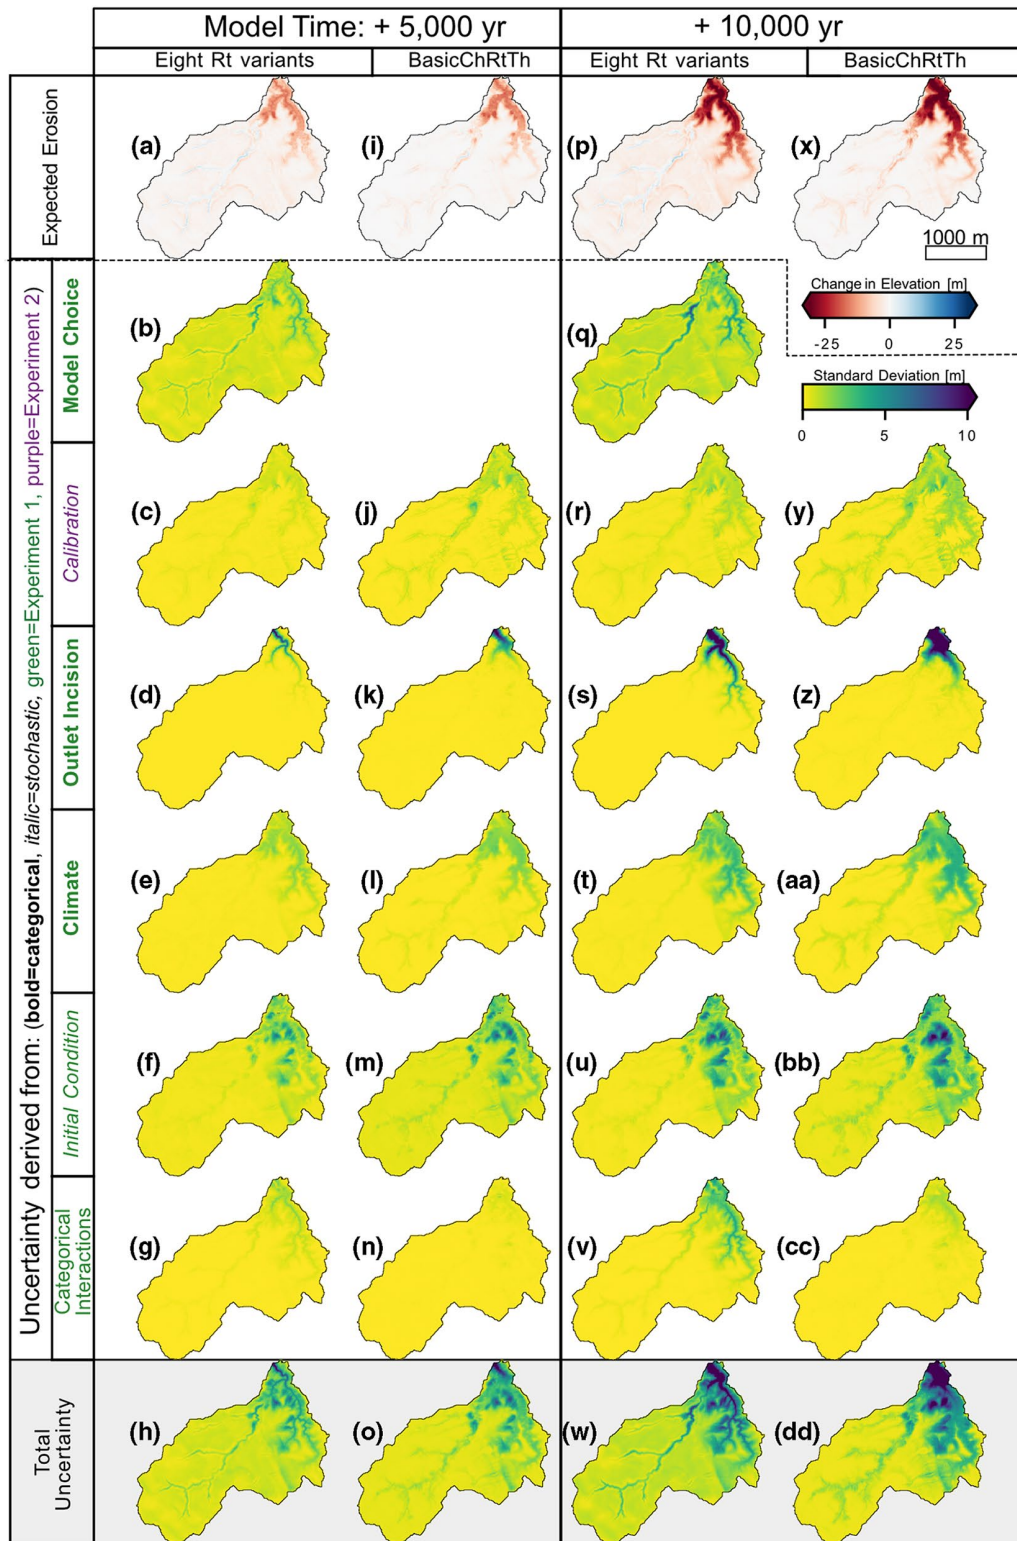 Model Time: + 5,000 yr
+ 10,000 yr
Eight Rt variants
BasicChRtTh
Eight Rt variants
BasicChRtTh
Expected Erosion
(a)
(i)
(p)
(x)
1000 m
Uncertainty derived from: (bold=categorical, italic=stochastic, green=Experiment 1, purple=Experiment 2)
Model Choice
(b)
(q)
Change in Elevation [m]
-25
0
25
Standard Deviation [m]
0
5
10
Calibration
(c)
(j)
(r)
(y)
Outlet Incision
(d)
(k)
(s)
(z)
Climate
(e)
(l)
(t)
(aa)
Initial Condition
(f)
(m)
(u)
(bb)
Categorical
Interactions
(g)
(n)
(v)
(cc)
Total
Uncertainty
(h)
(o)
(w)
(dd)